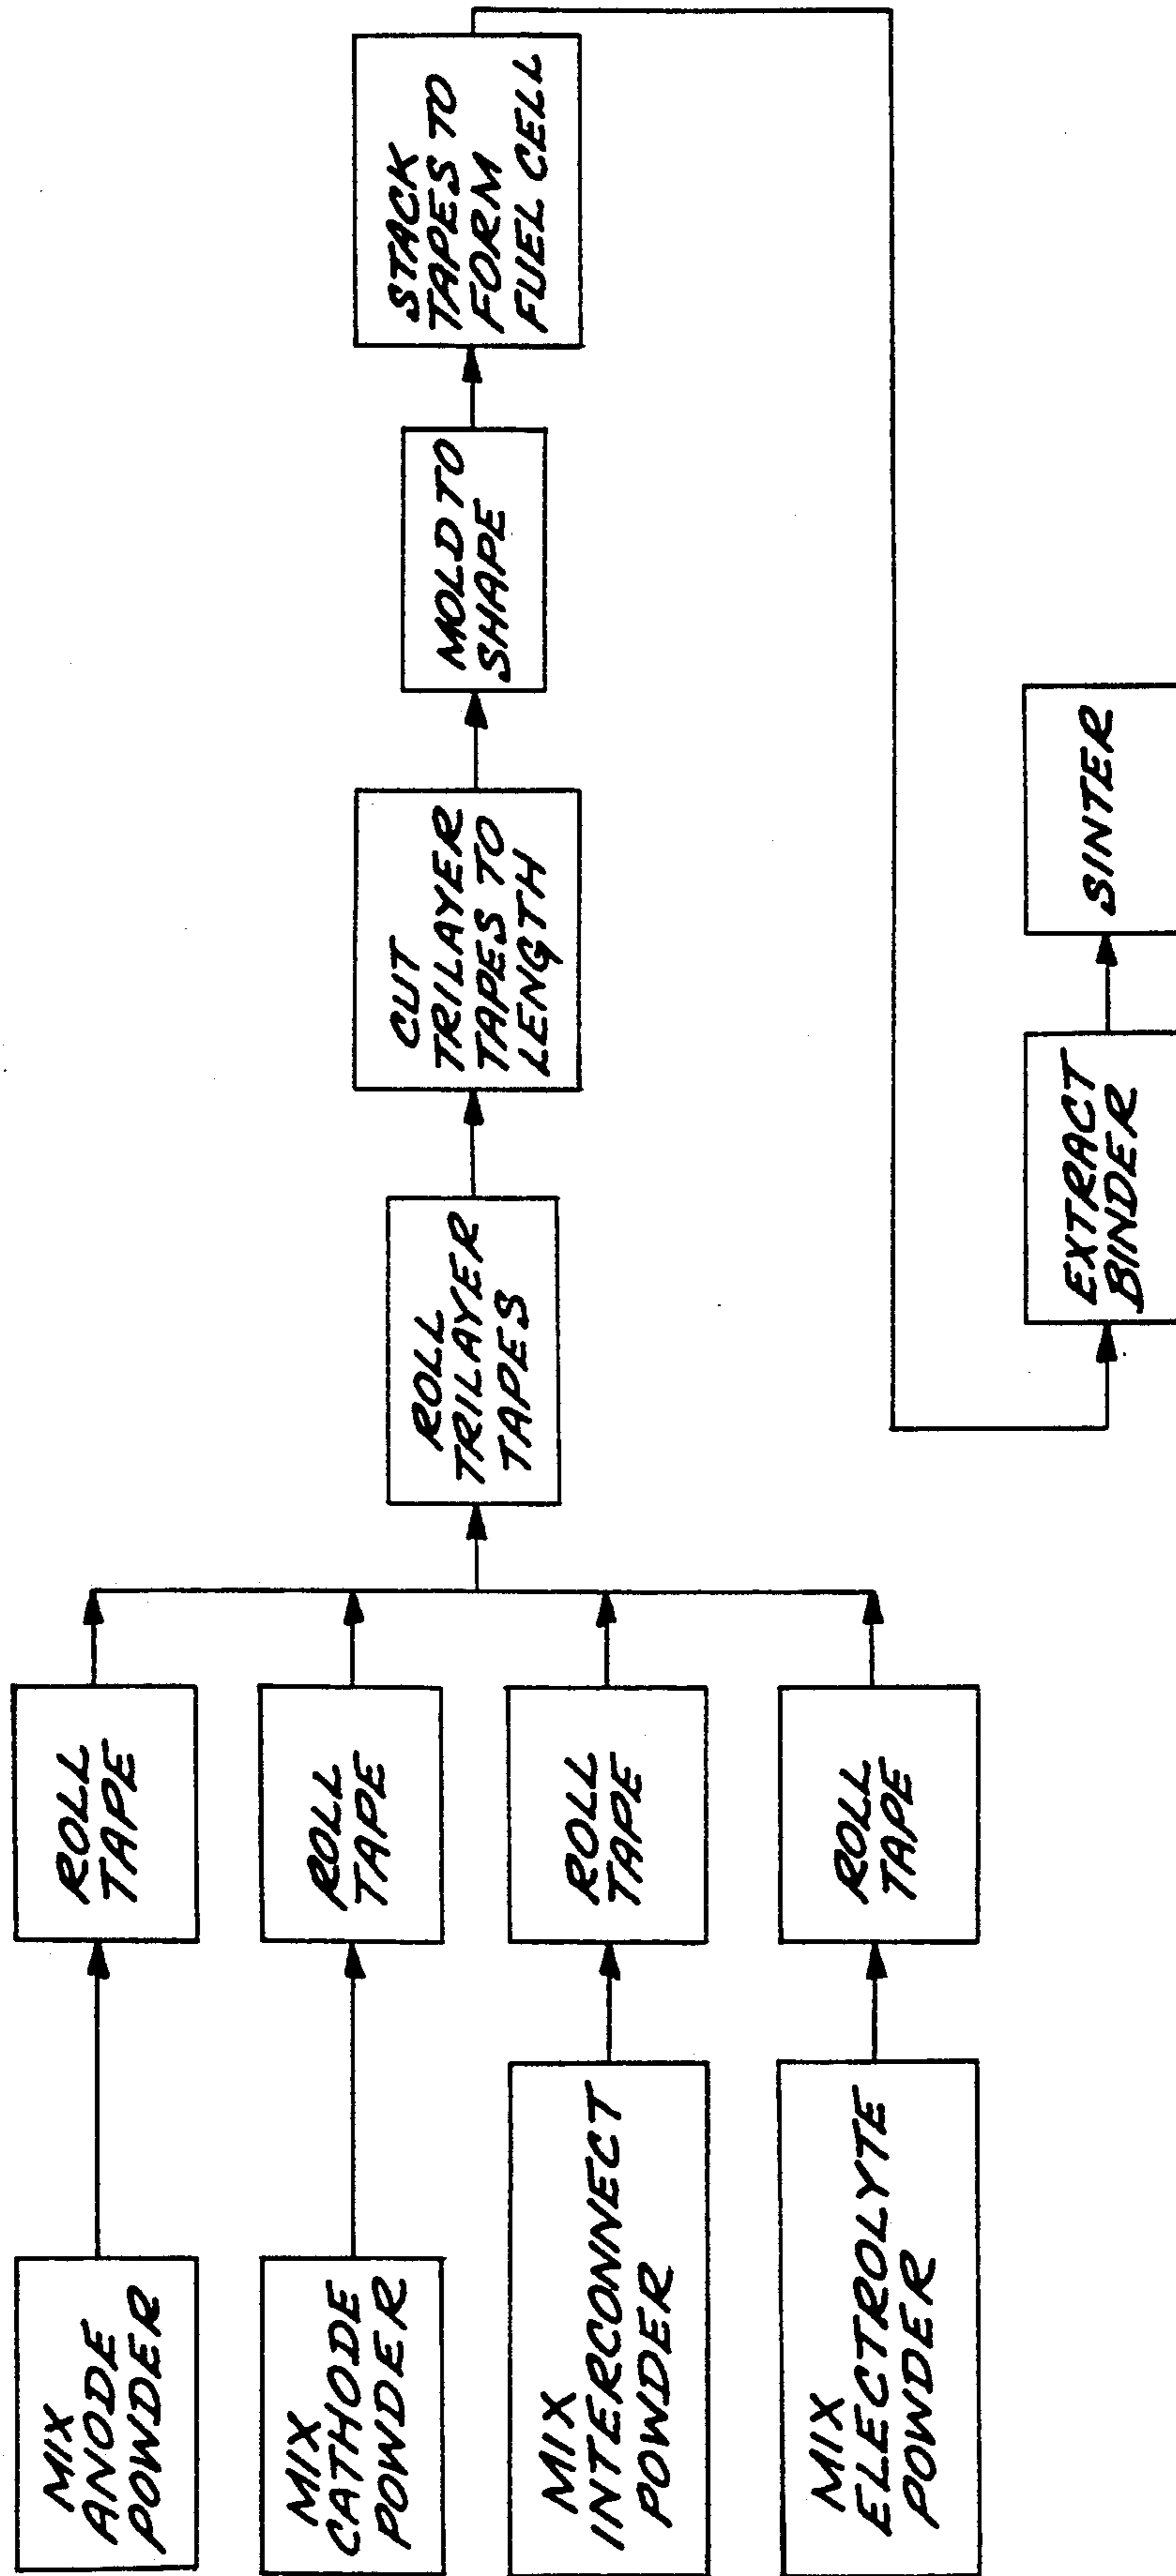 MIX
ANODE
POWDER
ROLL
TAPE
MIX
CATHODE
POWDER
ROLL
TAPE
MIX
INTERCONNECT
POWDER
ROLL
TAPE
MIX
ELECTROLYTE
POWDER
ROLL
TAPE
ROLL
TRILAYER
TAPES
CUT
TRILAYER
TAPES TO
LENGTH
MOLD TO
SHAPE
STACK
TAPES TO
FORM
FUEL CELL
EXTRACT
BINDER
SINTER